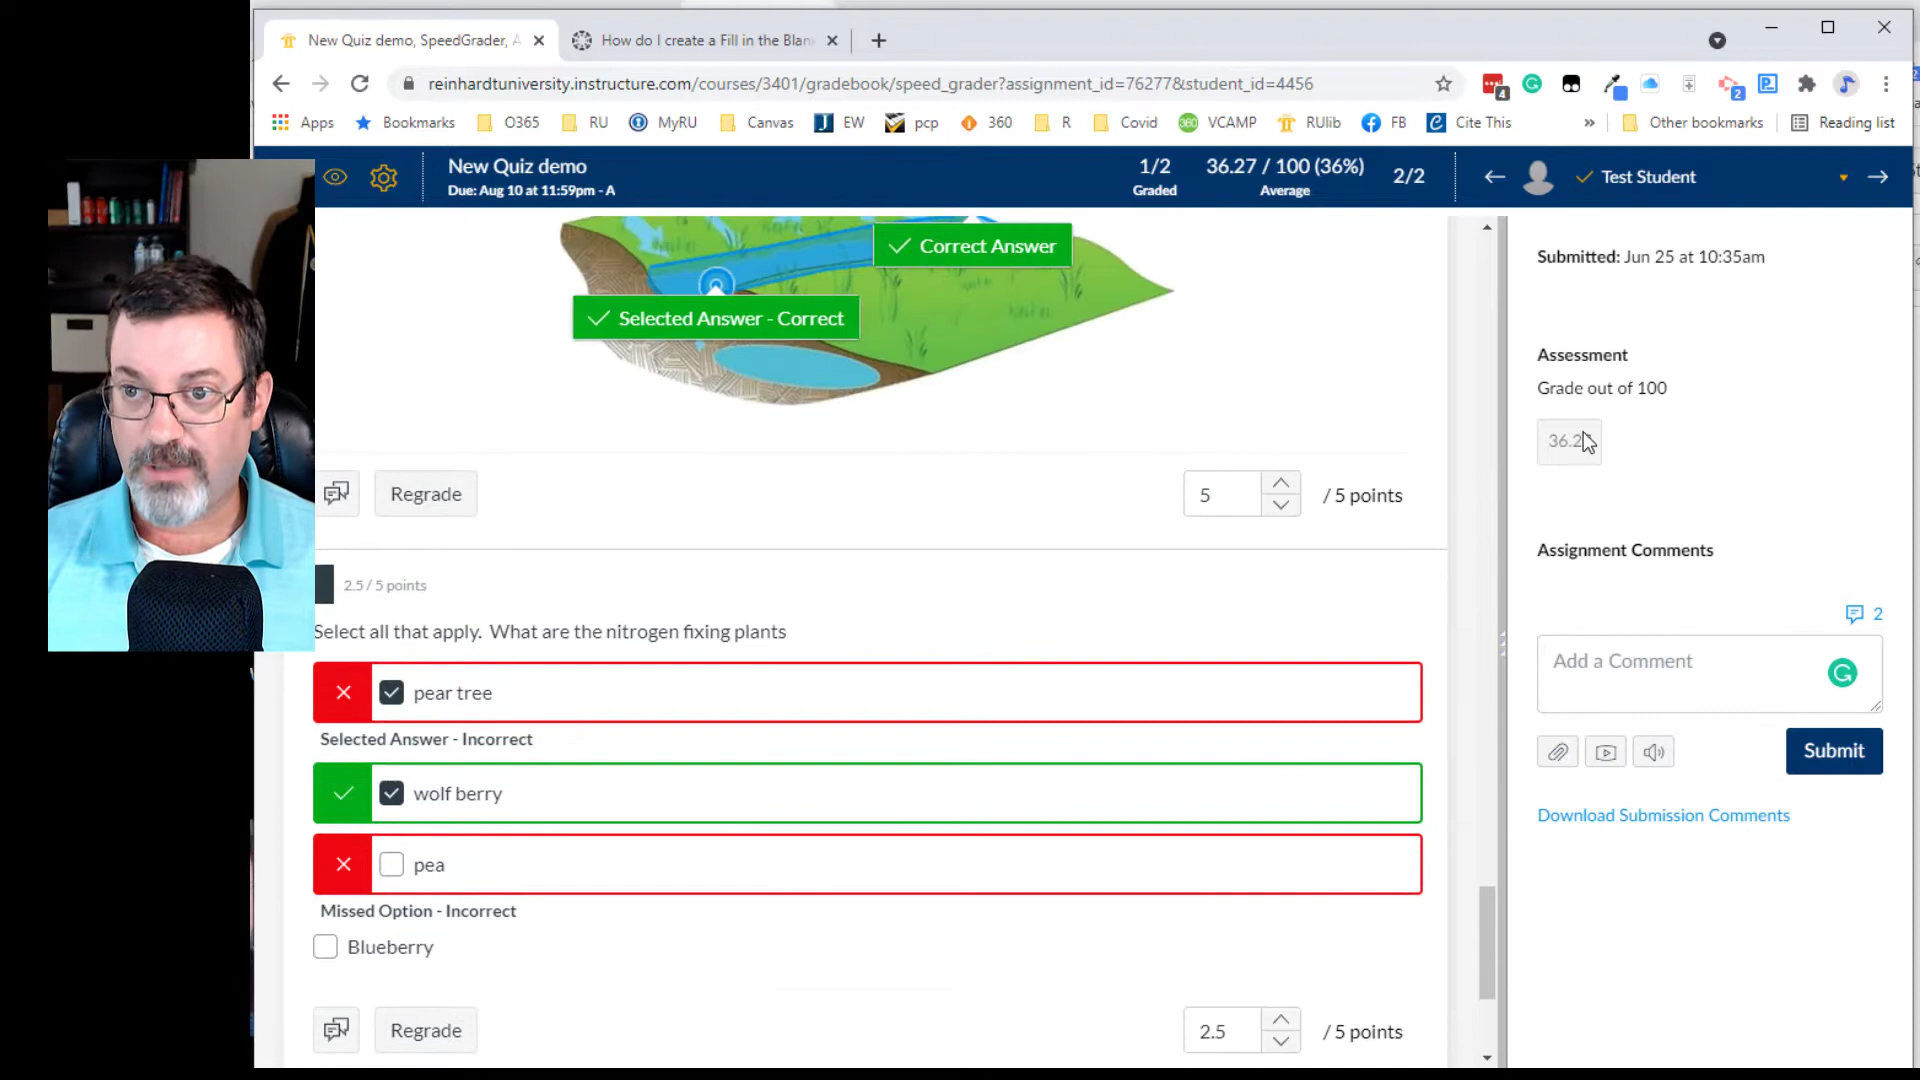 New Quiz demo, SpeedGrader, A
How do I create a Fill in the Blan
reinhardtuniversity.instructure.com/courses/3401/gradebook/speed_grader?assignment_id=76277&student_id=4456
4
2
Apps
Bookmarks
O365
RU
MyRU
Canvas
EW
pcp
360
R
Covid
VCAMP
RUlib
FB
Cite This
»
Other bookmarks
Reading list
New Quiz demo
Due: Aug 10 at 11:59pm - A
1/2
Graded
36.27 / 100 (36%)
Average
2/2
Test Student
Correct Answer
Selected Answer - Correct
Regrade
5
/ 5 points
2.5 / 5 points
Select all that apply. What are the nitrogen fixing plants
pear tree
Selected Answer - Incorrect
wolf berry
pea
Missed Option - Incorrect
Blueberry
Regrade
2.5
/ 5 points
Submitted: Jun 25 at 10:35am
Assessment
Grade out of 100
36.2
Assignment Comments
2
Add a Comment
Submit
Download Submission Comments